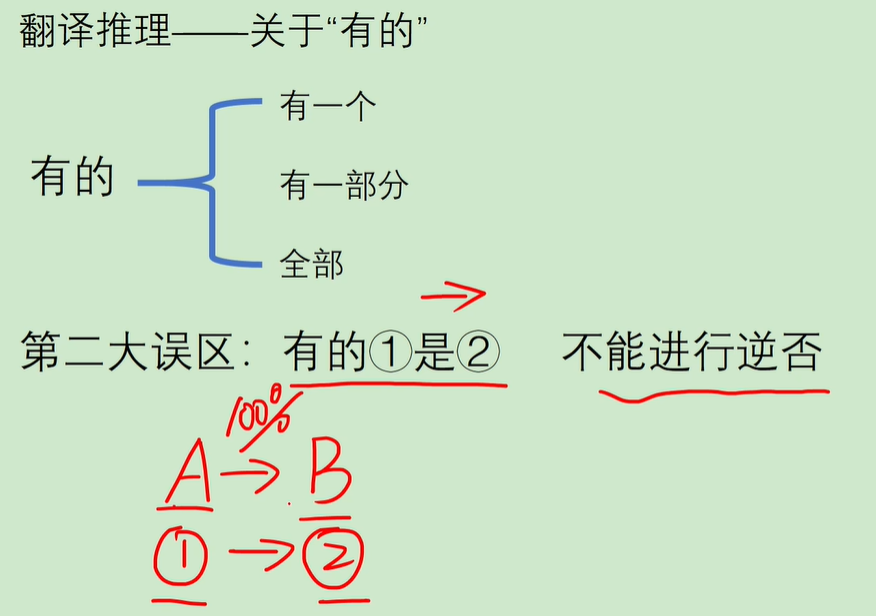 翻译推理——关于“有的”
有一个
有的
有一部分
全部
→
第二大误区：有的①是② 不能进行逆否
100%
A→B
①→②